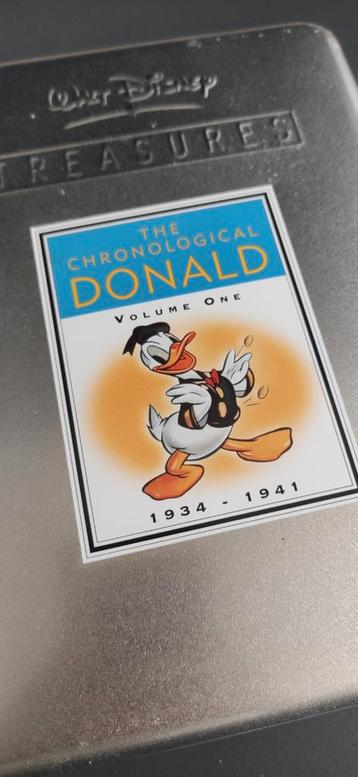 Walt Disney
TREASURES
THE
CHRONOLOGICAL
DONALD
VOLUME ONE
1934 - 1941